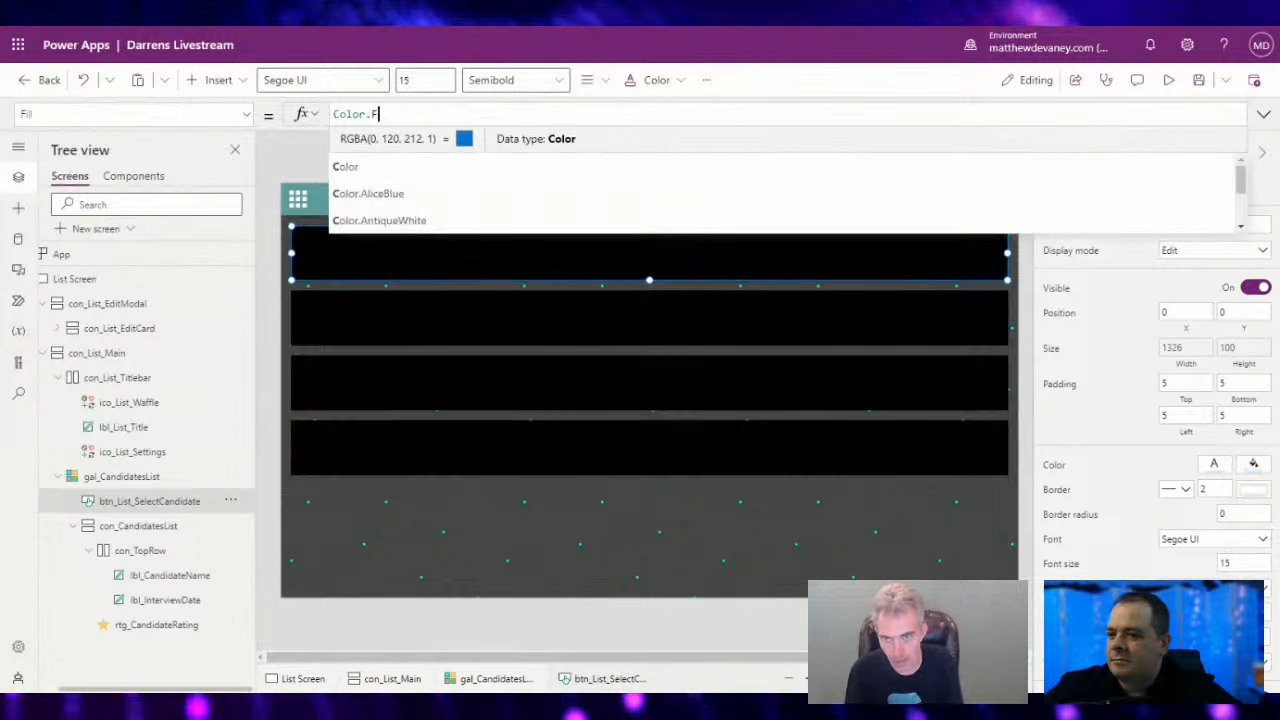 Power Apps | Darrens Livestream
Environment
matthewdevaney.com (...
MD
Back
Insert
Segoe UI
15
Semibold
Color
Editing
Fill
=
fx
Color.F
RGBA(0, 120, 212, 1) =
Data type: Color
Color
Color.AliceBlue
Color.AntiqueWhite
Tree view
Screens
Components
Search
New screen
App
List Screen
con_List_EditModal
con_List_EditCard
con_List_Main
con_List_Titlebar
ico_List_Waffle
lbl_List_Title
ico_List_Settings
gal_CandidatesList
btn_List_SelectCandidate
con_CandidatesList
con_TopRow
lbl_CandidateName
lbl_InterviewDate
rtg_CandidateRating
Display mode
Edit
Visible
On
Position
0
0
X
Y
Size
1326
100
Width
Height
Padding
5
5
Top
Bottom
5
5
Left
Right
Color
A
Border
2
Border radius
0
Font
Segoe UI
Font size
15
List Screen
con_List_Main
gal_CandidatesL...
btn_List_SelectC...